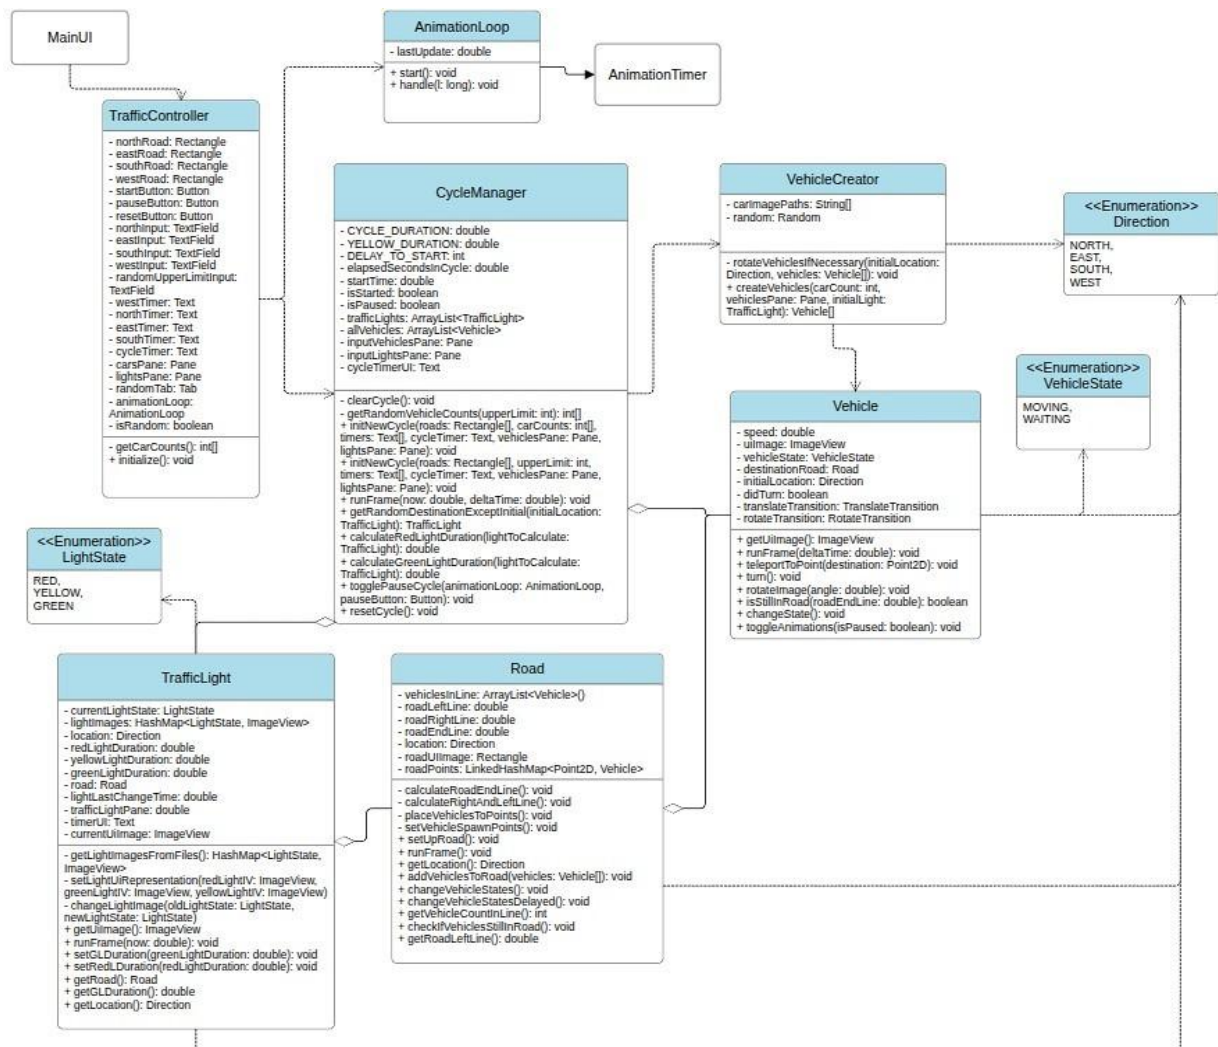 MainUI
AnimationLoop
- lastUpdate: double
+ start(): void
+ handle(l: long): void
AnimationTimer
TrafficController
- northRoad: Rectangle
- eastRoad: Rectangle
- southRoad: Rectangle
- westRoad: Rectangle
- startButton: Button
- pauseButton: Button
- resetButton: Button
- northInput: TextField
- eastInput: TextField
- southInput: TextField
- westInput: TextField
- randomUpperLimitInput:
TextField
- westTimer: Text
- northTimer: Text
- eastTimer: Text
- southTimer: Text
- cycleTimer: Text
- carsPane: Pane
- lightsPane: Pane
- randomTab: Tab
- animationLoop:
AnimationLoop
- isRandom: boolean
- getCarCounts(): int[]
+ initialize(): void
CycleManager
- CYCLE_DURATION: double
- YELLOW_DURATION: double
- DELAY_TO_START: int
- elapsedSecondsInCycle: double
- startTime: double
- isStarted: boolean
- isPaused: boolean
- trafficLights: ArrayList<TrafficLight>
- allVehicles: ArrayList<Vehicle>
- inputVehiclesPane: Pane
- inputLightsPane: Pane
- cycleTimerUI: Text
- clearCycle(): void
- getRandomVehicleCounts(upperLimit: int): int[]
+ initNewCycle(roads: Rectangle[], carCounts: int[],
timers: Text[], cycleTimer: Text, vehiclesPane: Pane,
lightsPane: Pane): void
+ initNewCycle(roads: Rectangle[], upperLimit: int,
timers: Text[], cycleTimer: Text, vehiclesPane: Pane,
lightsPane: Pane): void
+ runFrame(now: double, deltaTime: double): void
+ getRandomDestinationExceptInitial(initialLocation:
TrafficLight): TrafficLight
+ calculateRedLightDuration(lightToCalculate:
TrafficLight): double
+ calculateGreenLightDuration(lightToCalculate:
TrafficLight): double
+ togglePauseCycle(animationLoop: AnimationLoop,
pauseButton: Button): void
+ resetCycle(): void
VehicleCreator
- carImagePaths: String[]
- random: Random
- rotateVehiclesIfNecessary(initialLocation:
Direction, vehicles: Vehicle[]): void
+ createVehicles(carCount: int,
vehiclesPane: Pane, initialLight:
TrafficLight): Vehicle[]
<<Enumeration>>
Direction
NORTH,
EAST,
SOUTH,
WEST
<<Enumeration>>
VehicleState
MOVING,
WAITING
Vehicle
- speed: double
- uiImage: ImageView
- vehicleState: VehicleState
- destinationRoad: Road
- initialLocation: Direction
- didTurn: boolean
- translateTransition: TranslateTransition
- rotateTransition: RotateTransition
+ getUiImage(): ImageView
+ runFrame(deltaTime: double): void
+ teleportToPoint(destination: Point2D): void
+ turn(): void
+ rotateImage(angle: double): void
+ isStillInRoad(roadEndLine: double): boolean
+ changeState(): void
+ toggleAnimations(isPaused: boolean): void
<<Enumeration>>
LightState
RED,
YELLOW,
GREEN
TrafficLight
- currentLightState: LightState
- lightImages: HashMap<LightState, ImageView>
- location: Direction
- redLightDuration: double
- yellowLightDuration: double
- greenLightDuration: double
- road: Road
- lightLastChangeTime: double
- trafficLightPane: double
- timerUI: Text
- currentUiImage: ImageView
- getLightImagesFromFiles(): HashMap<LightState,
ImageView>
- setLightUiRepresentation(redLightIV: ImageView,
greenLightIV: ImageView, yellowLightIV: ImageView)
- changeLightImage(oldLightState: LightState,
newLightState: LightState)
+ getUiImage(): ImageView
+ runFrame(now: double): void
+ setGLDuration(greenLightDuration: double): void
+ setRedLDuration(redLightDuration: double): void
+ getRoad(): Road
+ getGLDuration(): double
+ getLocation(): Direction
Road
- vehiclesInLine: ArrayList<Vehicle>()
- roadLeftLine: double
- roadRightLine: double
- roadEndLine: double
- location: Direction
- roadUIImage: Rectangle
- roadPoints: LinkedHashMap<Point2D, Vehicle>
- calculateRoadEndLine(): void
- calculateRightAndLeftLine(): void
- placeVehiclesToPoints(): void
- setVehicleSpawnPoints(): void
+ setUpRoad(): void
+ runFrame(): void
+ getLocation(): Direction
+ addVehiclesToRoad(vehicles: Vehicle[]): void
+ changeVehicleStates(): void
+ changeVehicleStatesDelayed(): void
+ getVehicleCountInLine(): int
+ checkIfVehiclesStillInRoad(): void
+ getRoadLeftLine(): double